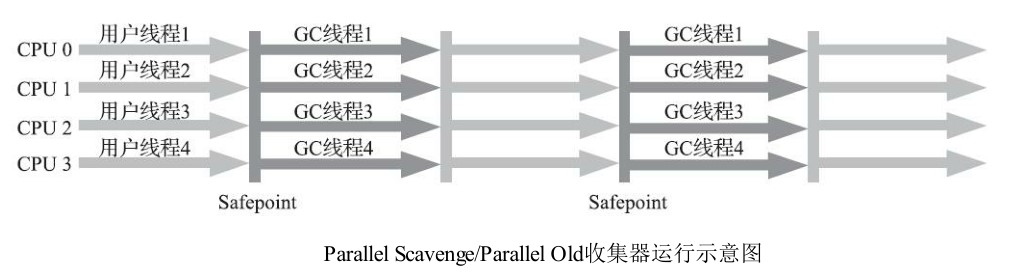 CPU 0 用户线程1 GC线程1 GC线程1
CPU 1 用户线程2 GC线程2 GC线程2
CPU 2 用户线程3 GC线程3 GC线程3
CPU 3 用户线程4 GC线程4 GC线程4
Safepoint Safepoint
Parallel Scavenge/Parallel Old收集器运行示意图